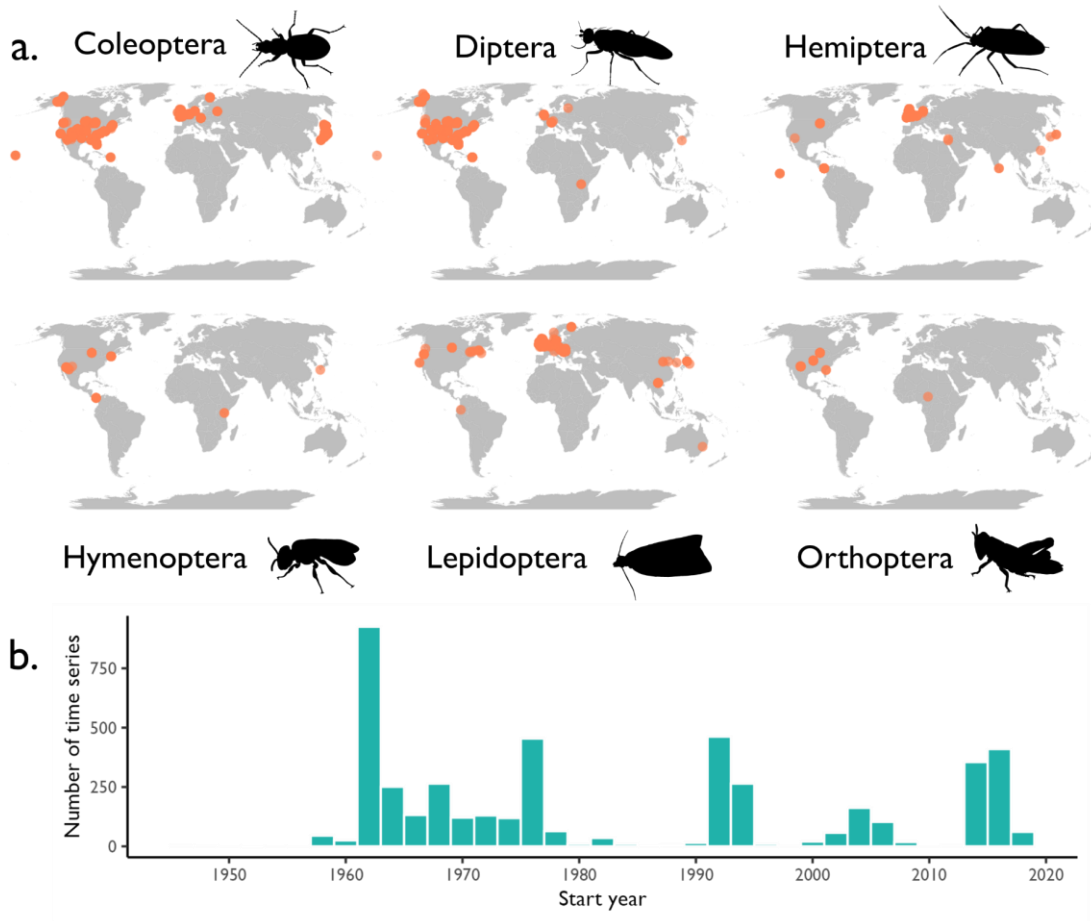 a.
Coleoptera
Diptera
Hemiptera
Hymenoptera
Lepidoptera
Orthoptera
b.
Number of time series
750
500
250
0
1950
1960
1970
1980
1990
2000
2010
2020
Start year